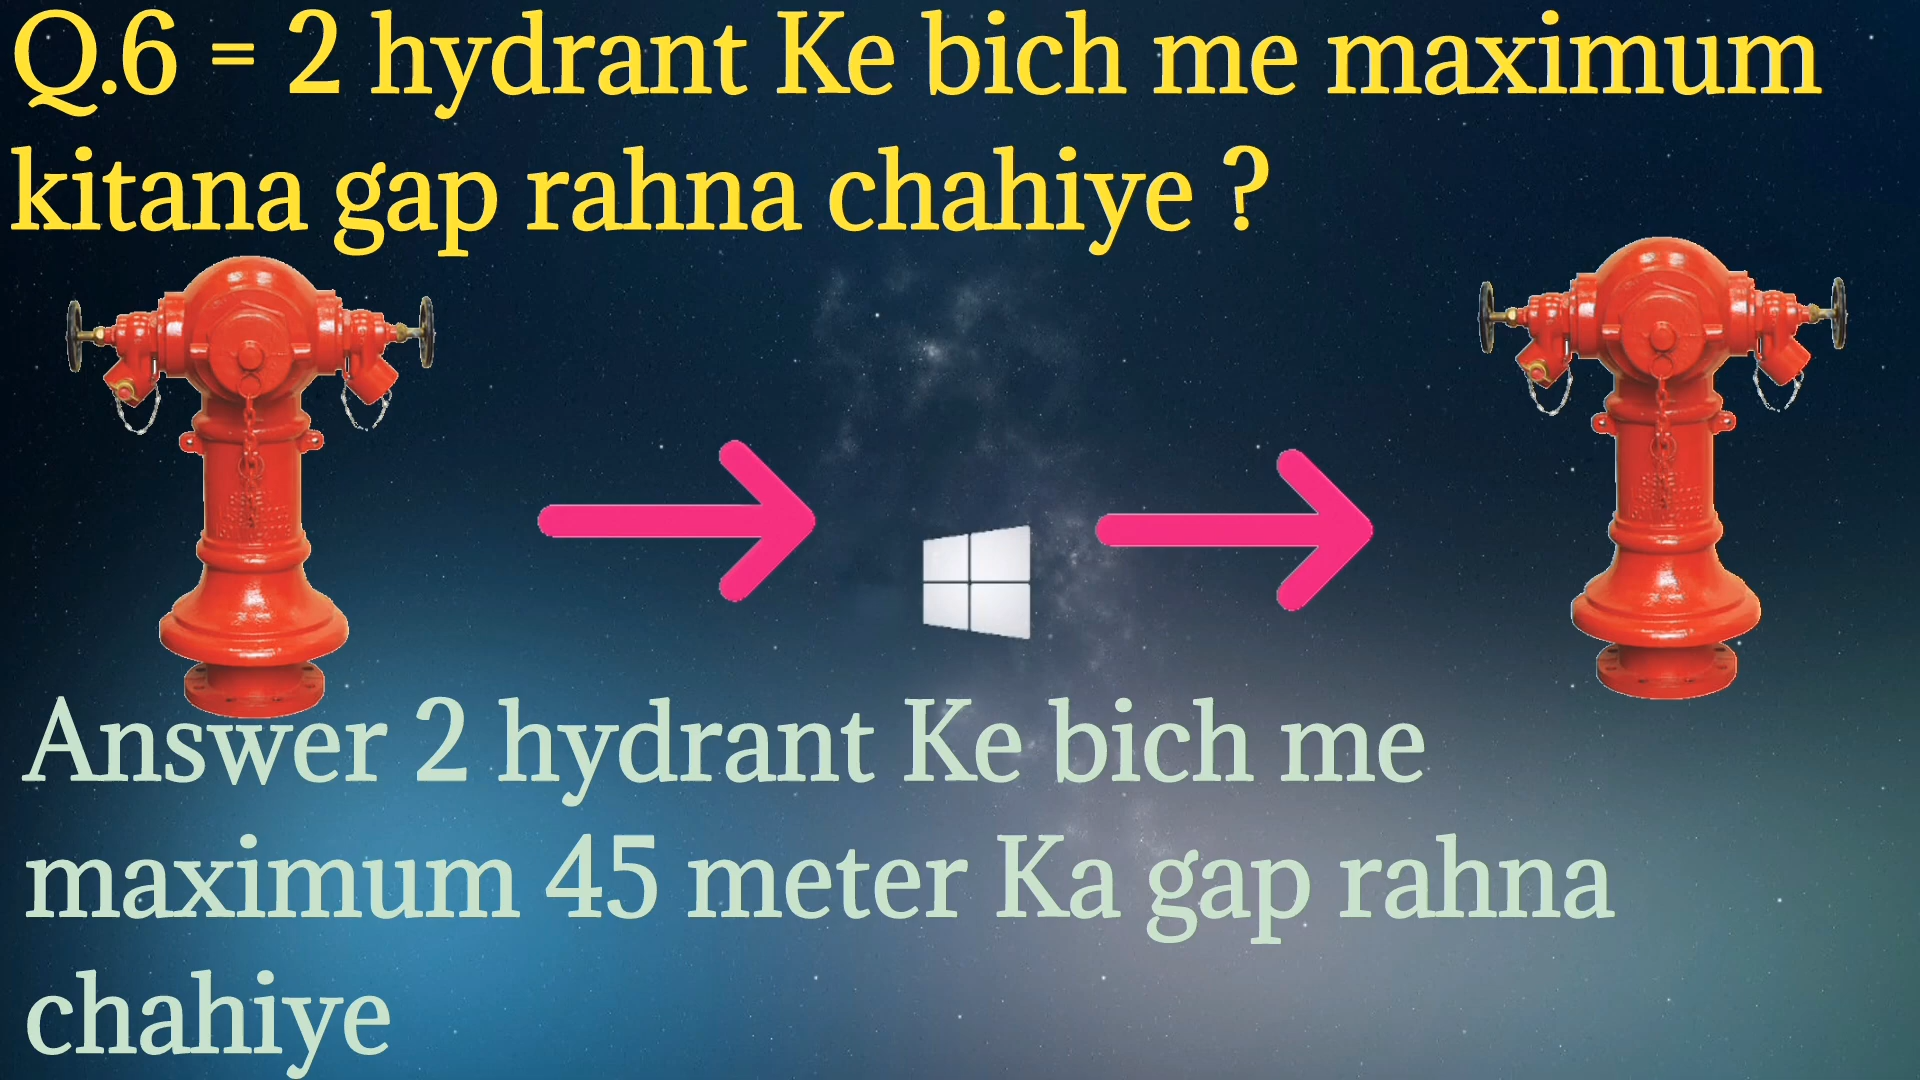 Q.6 = 2 hydrant Ke bich me maximum
kitana gap rahna chahiye ?
Answer 2 hydrant Ke bich me
maximum 45 meter Ka gap rahna
chahiye